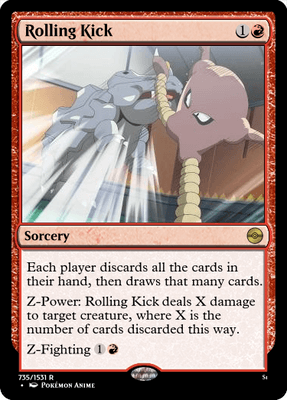 Rolling Kick 1
Sorcery
Each player discards all the cards in
their hand, then draws that many cards.
Z-Power: Rolling Kick deals X damage
to target creature, where X is the
number of cards discarded this way.
Z-Fighting 1
735/1531 R
• Pokémon Anime